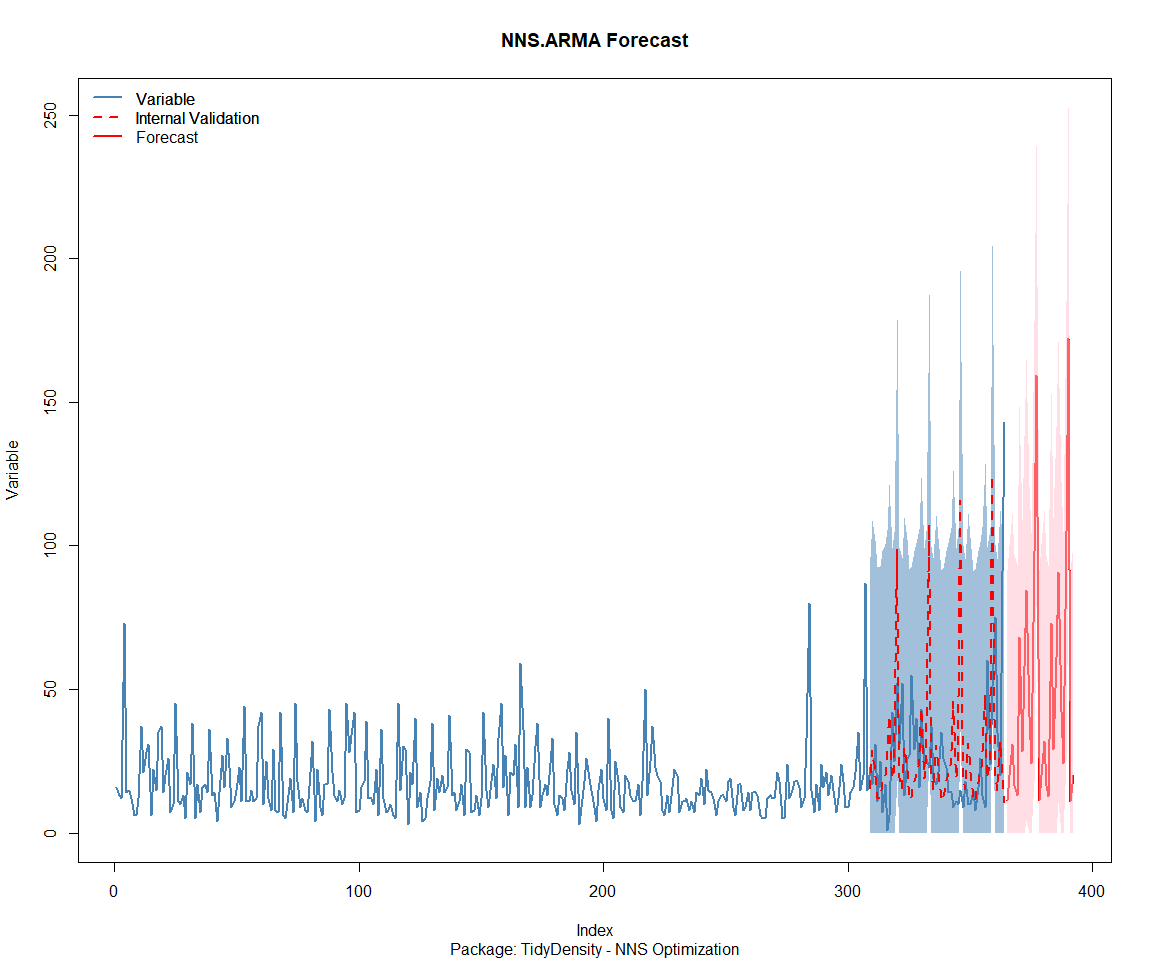 NNS.ARMA Forecast
Variable
Internal Validation
Forecast
250
200
150
100
50
0
Variable
0
100
200
300
400
Index
Package: TidyDensity - NNS Optimization